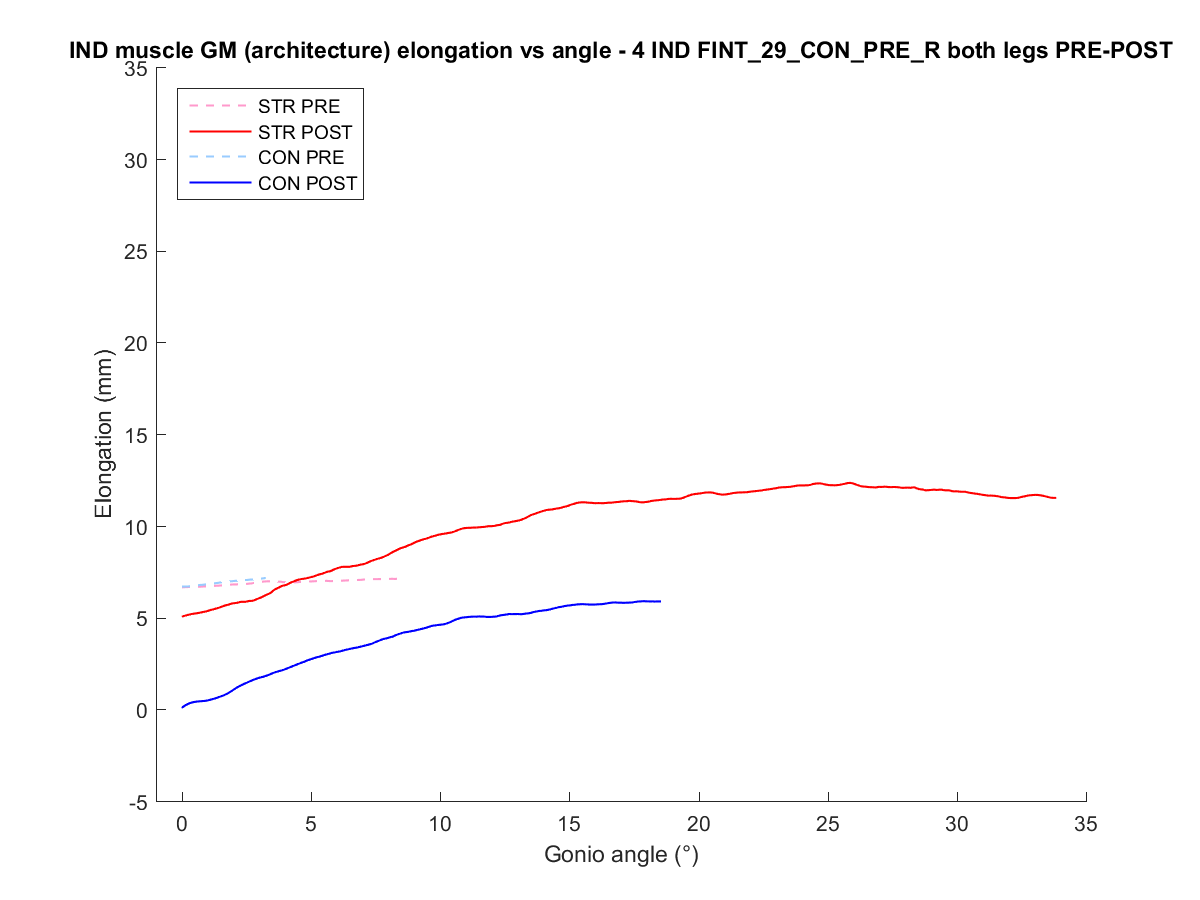 IND muscle GM (architecture) elongation vs angle - 4 IND FINT_29_CON_PRE_R both legs PRE-POST
STR PRE
STR POST
CON PRE
CON POST
35
30
25
20
15
10
5
0
-5
Elongation (mm)
0 5 10 15 20 25 30 35
Gonio angle (°)